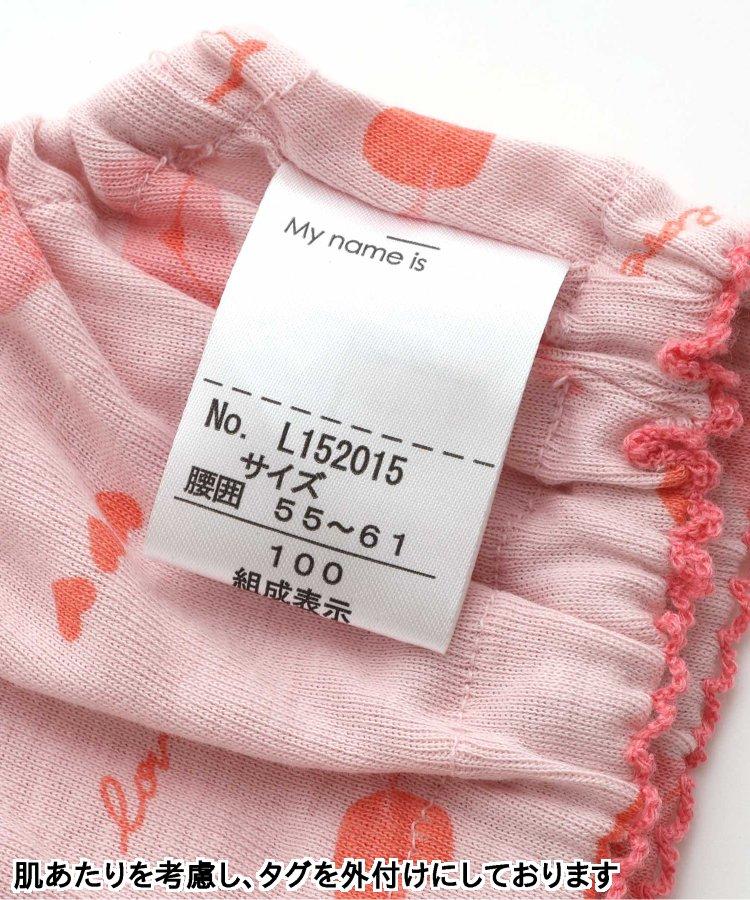 My name is
No. L152015
サイズ
腰囲 55～61
100
組成表示
love
肌あたりを考慮し、タグを外付けにしております